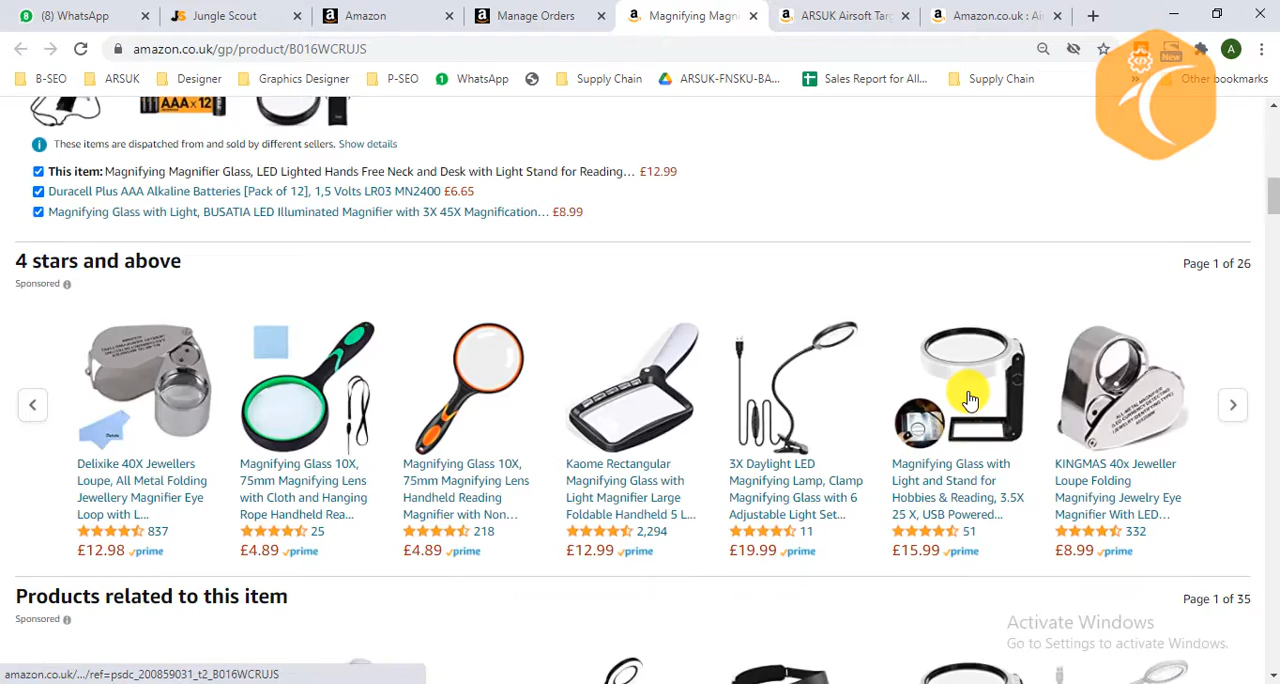 (8) WhatsApp
Jungle Scout
Amazon
Manage Orders
Magnifying Magn
ARSUK Airsoft Targ
Amazon.co.uk : Ai
amazon.co.uk/gp/product/B016WCRUJS
New
A
B-SEO
ARSUK
Designer
Graphics Designer
P-SEO
WhatsApp
Supply Chain
ARSUK-FNSKU-BA...
Sales Report for All...
Supply Chain
Other bookmarks
AAA x12
These items are dispatched from and sold by different sellers. Show details
This item: Magnifying Magnifier Glass, LED Lighted Hands Free Neck and Desk with Light Stand for Reading... £12.99
Duracell Plus AAA Alkaline Batteries [Pack of 12], 1,5 Volts LR03 MN2400 £6.65
Magnifying Glass with Light, BUSATIA LED Illuminated Magnifier with 3X 45X Magnification... £8.99
4 stars and above
Page 1 of 26
Sponsored
Delixike 40X Jewellers
Loupe, All Metal Folding
Jewellery Magnifier Eye
Loop with L...
837
£12.98 prime
Magnifying Glass 10X,
75mm Magnifying Lens
with Cloth and Hanging
Rope Handheld Rea...
25
£4.89 prime
Magnifying Glass 10X,
75mm Magnifying Lens
Handheld Reading
Magnifier with Non...
218
£4.89 prime
Kaome Rectangular
Magnifying Glass with
Light Magnifier Large
Foldable Handheld 5 L...
2,294
£12.99 prime
3X Daylight LED
Magnifying Lamp, Clamp
Magnifying Glass with 6
Adjustable Light Set...
11
£19.99 prime
Magnifying Glass with
Light and Stand for
Hobbies & Reading, 3.5X
25 X, USB Powered...
51
£15.99 prime
KINGMAS 40x Jeweller
Loupe Folding
Magnifying Jewelry Eye
Magnifier With LED...
332
£8.99 prime
Products related to this item
Page 1 of 35
Sponsored
Activate Windows
Go to Settings to activate Windows.
amazon.co.uk/.../ref=psdc_200859031_t2_B016WCRUJS